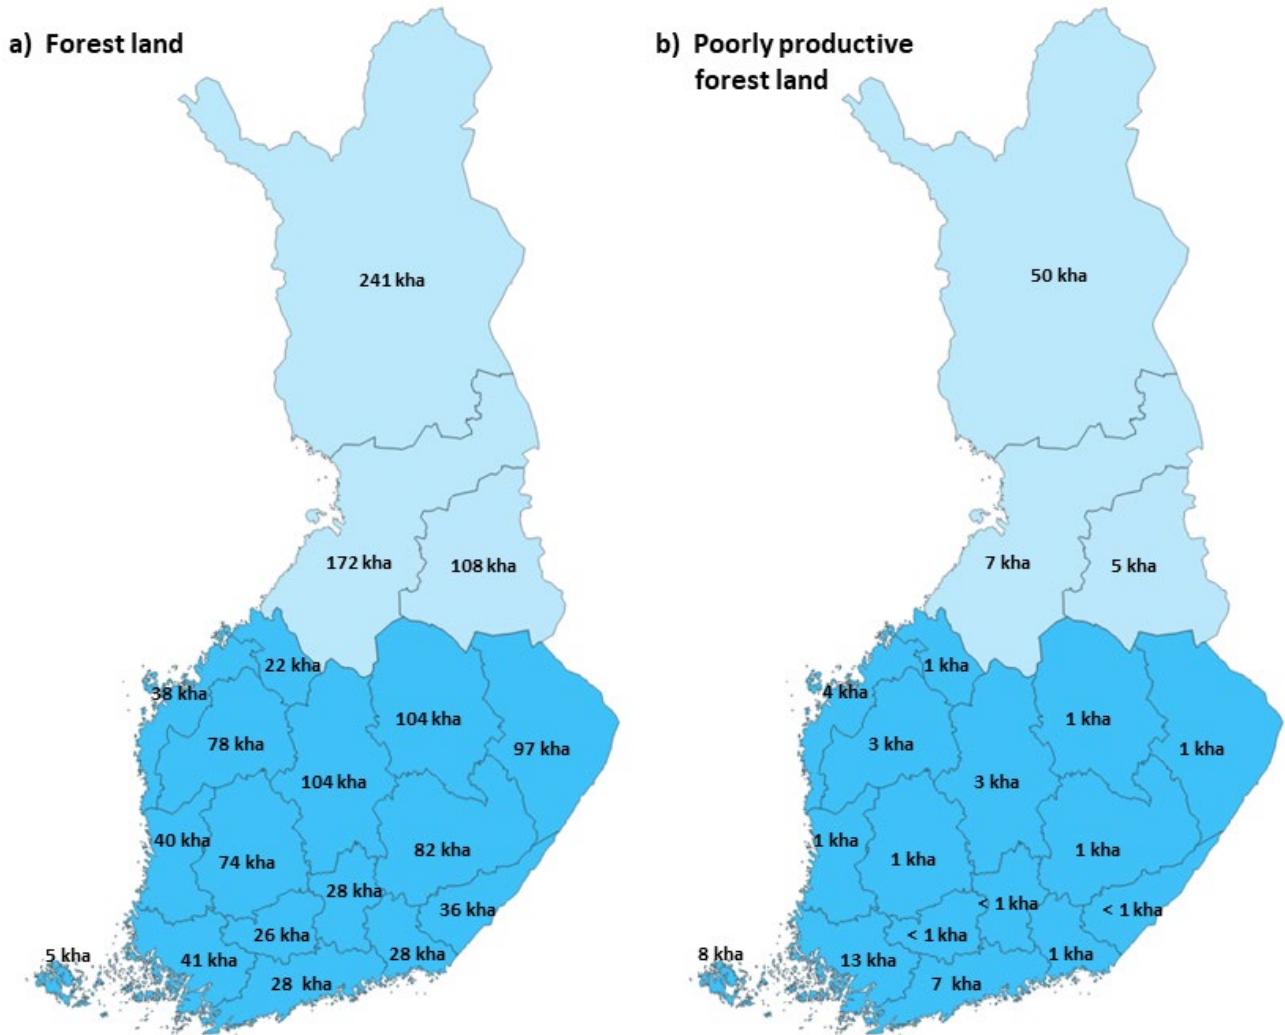 a) Forest land
241 kha
172 kha
108 kha
22 kha
38 kha
104 kha
78 kha
97 kha
104 kha
40 kha
82 kha
74 kha
28 kha
36 kha
26 kha
5 kha
41 kha
28 kha
28 kha
b) Poorly productive
forest land
50 kha
7 kha
5 kha
1 kha
4 kha
1 kha
3 kha
1 kha
3 kha
1 kha
1 kha
1 kha
< 1 kha
< 1 kha
< 1 kha
8 kha
13 kha
1 kha
7 kha